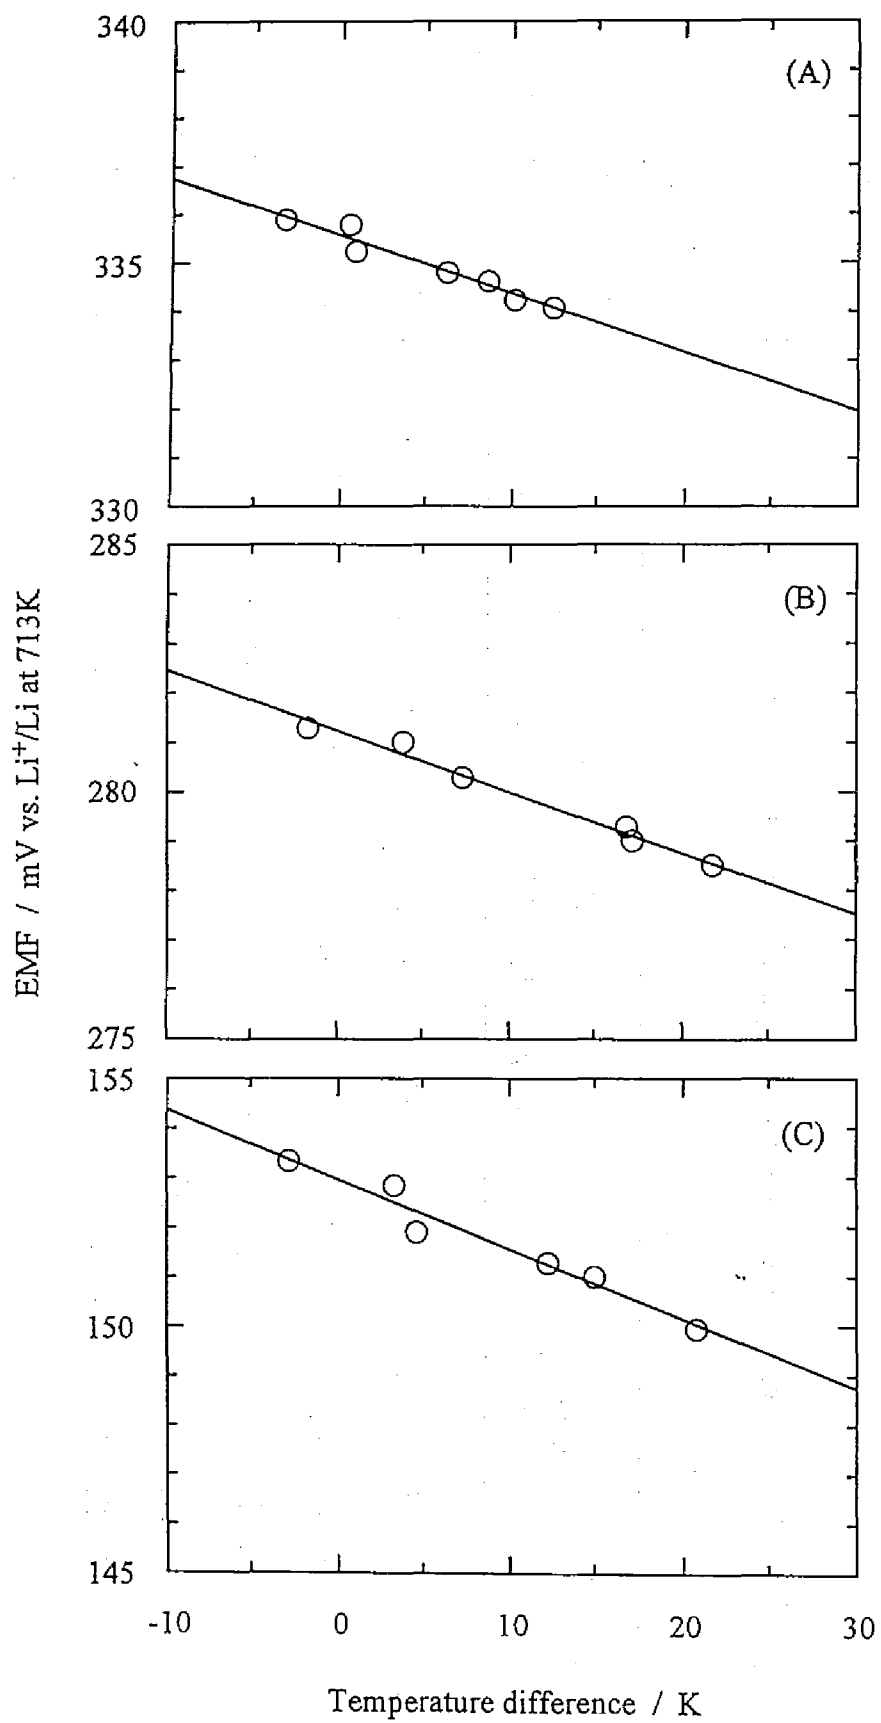 340
(A)
335
330
285
(B)
280
275
EMF / mV vs. Li⁺/Li at 713K
155
(C)
150
145
-10 0 10 20 30
Temperature difference / K